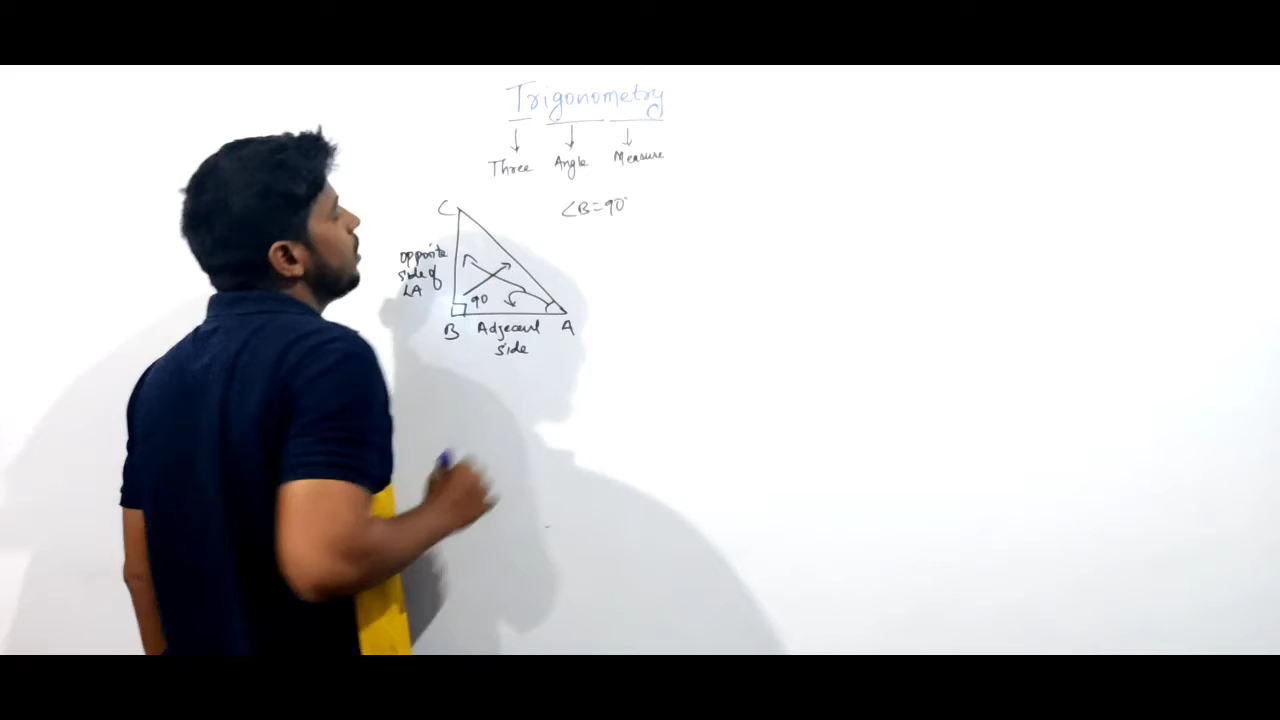 Trigonometry
Three Angle Measure
∠B=90°
C
opposite
side of
∠A
90
B Adjacent A
side